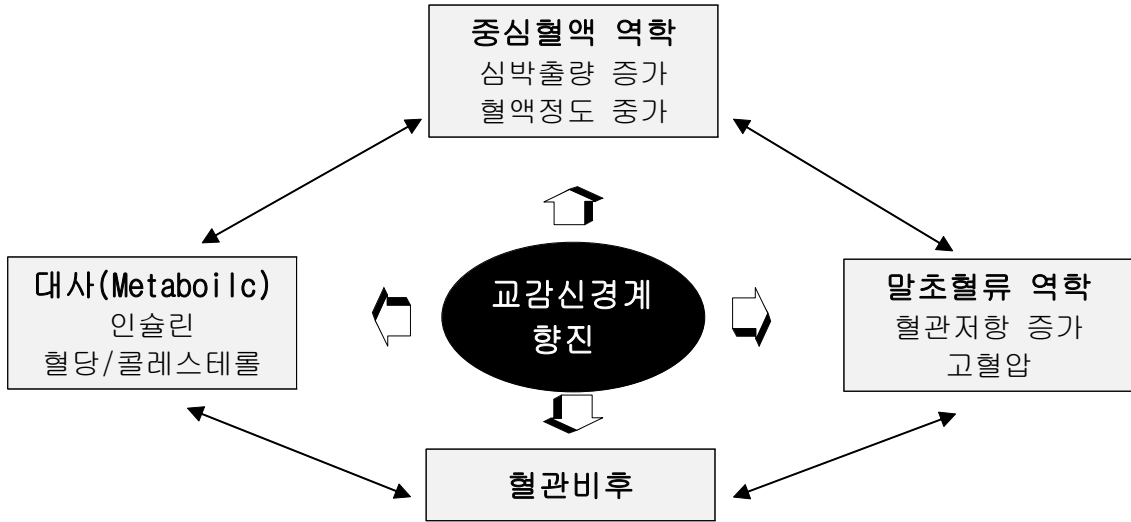 중심혈액 역학
심박출량 증가
혈액정도 중가
대사(Metaboilc)
인슐린
혈당/콜레스테롤
교감신경계
향진
말초혈류 역학
혈관저항 증가
고혈압
혈관비후